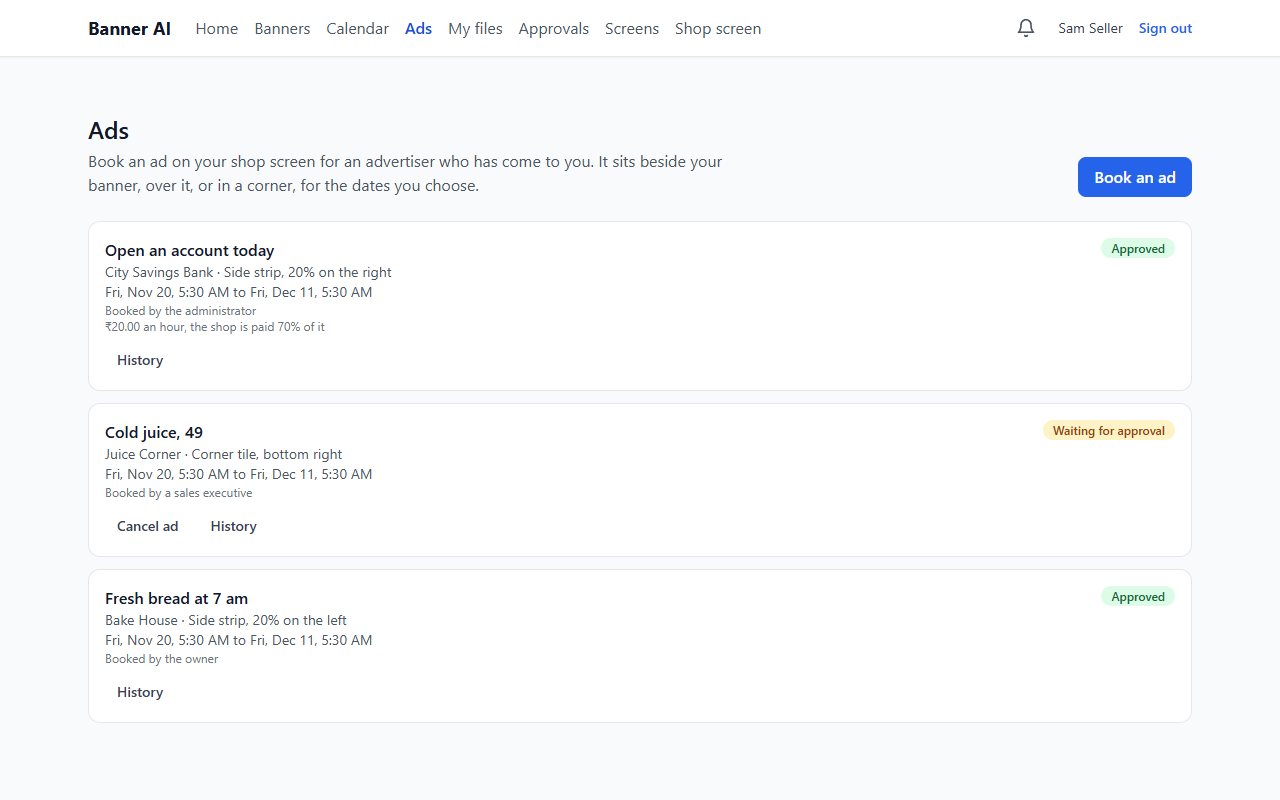 Banner AI
Home
Banners
Calendar
Ads
My files
Approvals
Screens
Shop screen
Sam Seller
Sign out
Ads
Book an ad on your shop screen for an advertiser who has come to you. It sits beside your
banner, over it, or in a corner, for the dates you choose.
Book an ad
Open an account today
Approved
City Savings Bank · Side strip, 20% on the right
Fri, Nov 20, 5:30 AM to Fri, Dec 11, 5:30 AM
Booked by the administrator
₹20.00 an hour, the shop is paid 70% of it
History
Cold juice, 49
Waiting for approval
Juice Corner · Corner tile, bottom right
Fri, Nov 20, 5:30 AM to Fri, Dec 11, 5:30 AM
Booked by a sales executive
Cancel ad
History
Fresh bread at 7 am
Approved
Bake House · Side strip, 20% on the left
Fri, Nov 20, 5:30 AM to Fri, Dec 11, 5:30 AM
Booked by the owner
History